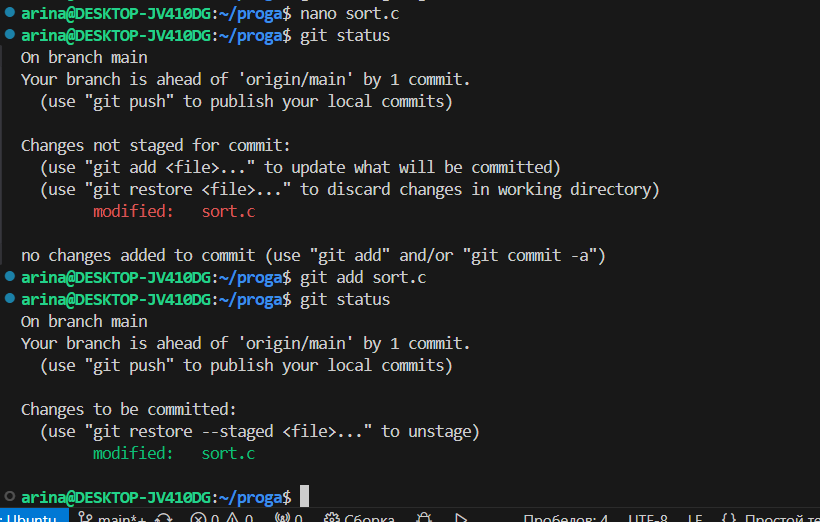 arina@DESKTOP-JV410DG:~/proga$ nano sort.c
arina@DESKTOP-JV410DG:~/proga$ git status
On branch main
Your branch is ahead of 'origin/main' by 1 commit.
  (use "git push" to publish your local commits)

Changes not staged for commit:
  (use "git add <file>..." to update what will be committed)
  (use "git restore <file>..." to discard changes in working directory)
        modified:   sort.c

no changes added to commit (use "git add" and/or "git commit -a")
arina@DESKTOP-JV410DG:~/proga$ git add sort.c
arina@DESKTOP-JV410DG:~/proga$ git status
On branch main
Your branch is ahead of 'origin/main' by 1 commit.
  (use "git push" to publish your local commits)

Changes to be committed:
  (use "git restore --staged <file>..." to unstage)
        modified:   sort.c

arina@DESKTOP-JV410DG:~/proga$
: Ubuntu main*+ 0 0 0 Сборка Пробелов: 4 UTF-8 LF {} Простой те